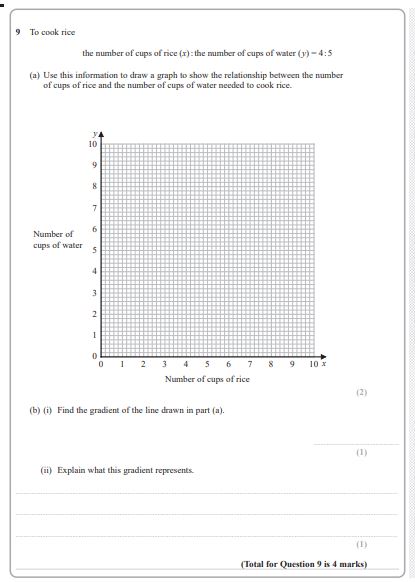 9 To cook rice
the number of cups of rice (x) : the number of cups of water (y) = 4 : 5
(a) Use this information to draw a graph to show the relationship between the number
of cups of rice and the number of cups of water needed to cook rice.
y
10
9
8
7
6
Number of
cups of water
5
4
3
2
1
0
0 1 2 3 4 5 6 7 8 9 10 x
Number of cups of rice
(2)
(b) (i) Find the gradient of the line drawn in part (a).
(1)
(ii) Explain what this gradient represents.
(1)
(Total for Question 9 is 4 marks)